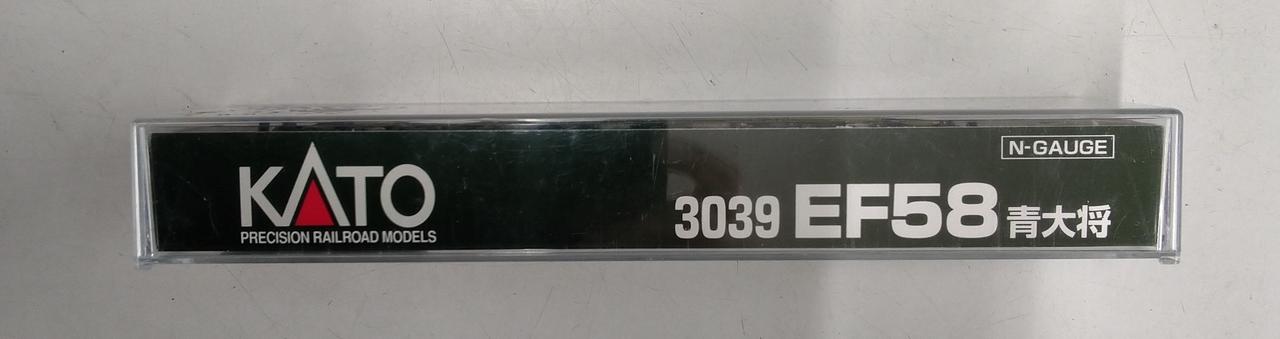 KATO
PRECISION RAILROAD MODELS
N-GAUGE
3039 EF58 青大将